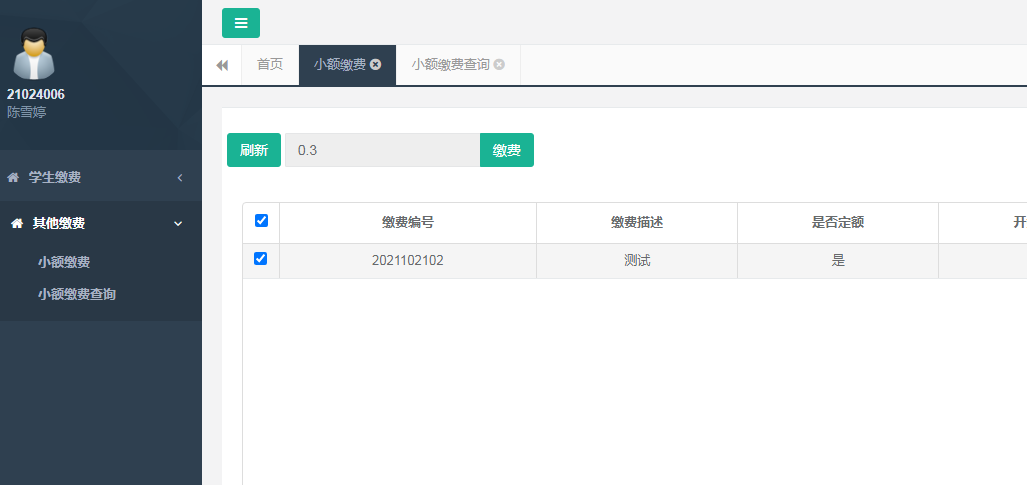 21024006
陈雪婷
学生缴费
其他缴费
小额缴费
小额缴费查询
首页 小额缴费 小额缴费查询
刷新 0.3 缴费
缴费编号 缴费描述 是否定额 开
2021102102 测试 是